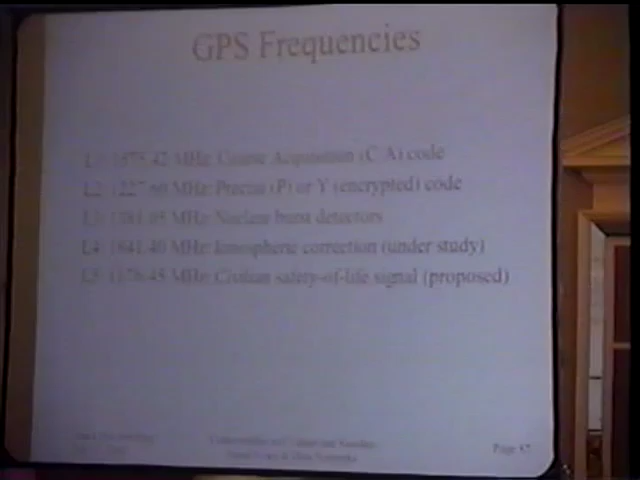 GPS Frequencies
L1: 1575.42 MHz: Coarse Acquisition (C/A) code
L2: 1227.60 MHz: Precise (P) or Y (encrypted) code
L3: 1381.05 MHz: Nuclear burst detectors
L4: 1841.40 MHz: Ionospheric correction (under study)
L5: 1176.45 MHz: Civilian safety-of-life signal (proposed)
Page